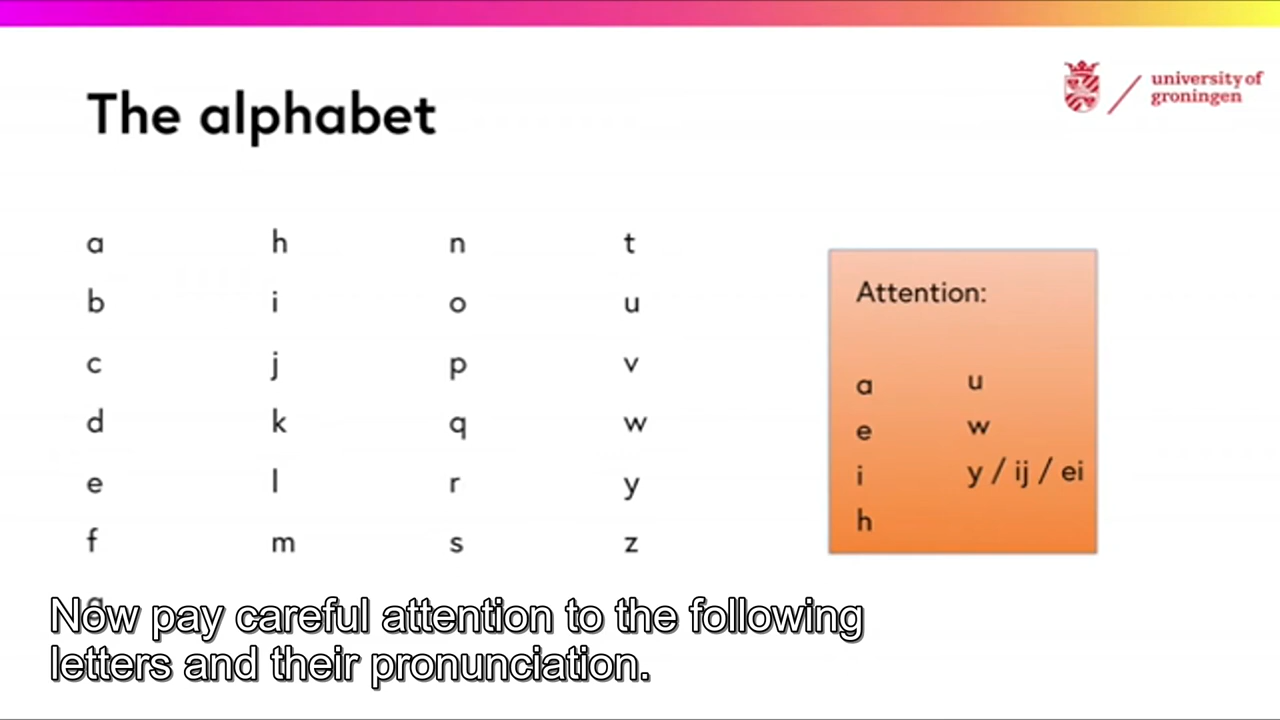 The alphabet
university of
groningen
a h n t
b i o u
c j p v
d k q w
e l r y
f m s z
Attention:
a u
e w
i y / ij / ei
h
Now pay careful attention to the following
letters and their pronunciation.